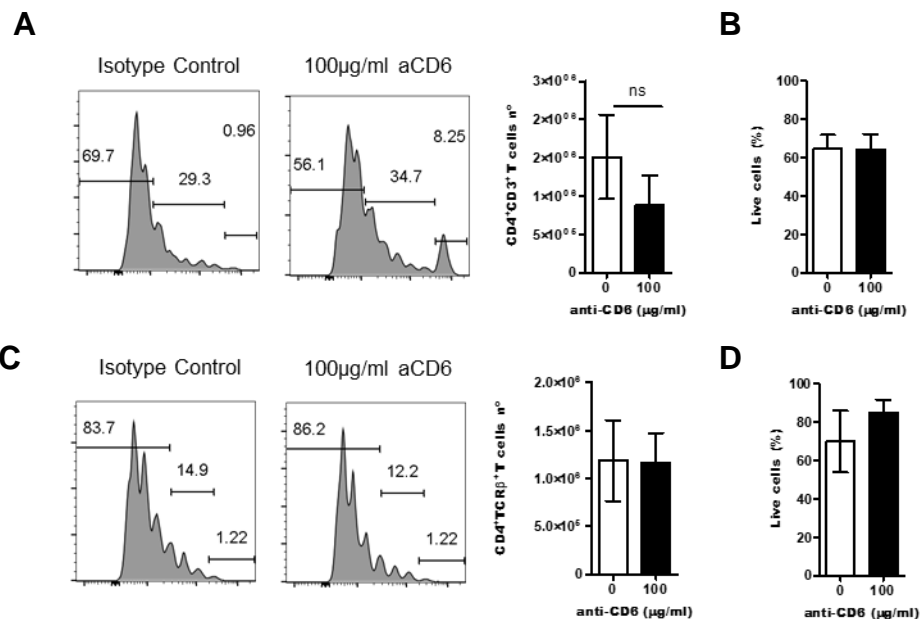 A
B
Isotype Control
100µg/ml aCD6
69.7
29.3
0.96
56.1
34.7
8.25
CD4⁺CD3⁺T cells nº
3×10⁰⁶
2×10⁰⁶
2×10⁰⁶
1×10⁰⁶
5×10⁰⁶
0
ns
0 100
anti-CD6 (µg/ml)
Live cells (%)
100
80
60
40
20
0
0 100
anti-CD6 (µg/ml)
C
D
Isotype Control
100µg/ml aCD6
83.7
14.9
1.22
86.2
12.2
1.22
CD4⁺TCRβ⁺T cells nº
2.0×10⁶
1.5×10⁶
1.0×10⁶
5.0×10⁶
0
0 100
anti-CD6 (µg/ml)
Live cells (%)
100
80
60
40
20
0
0 100
anti-CD6 (µg/ml)